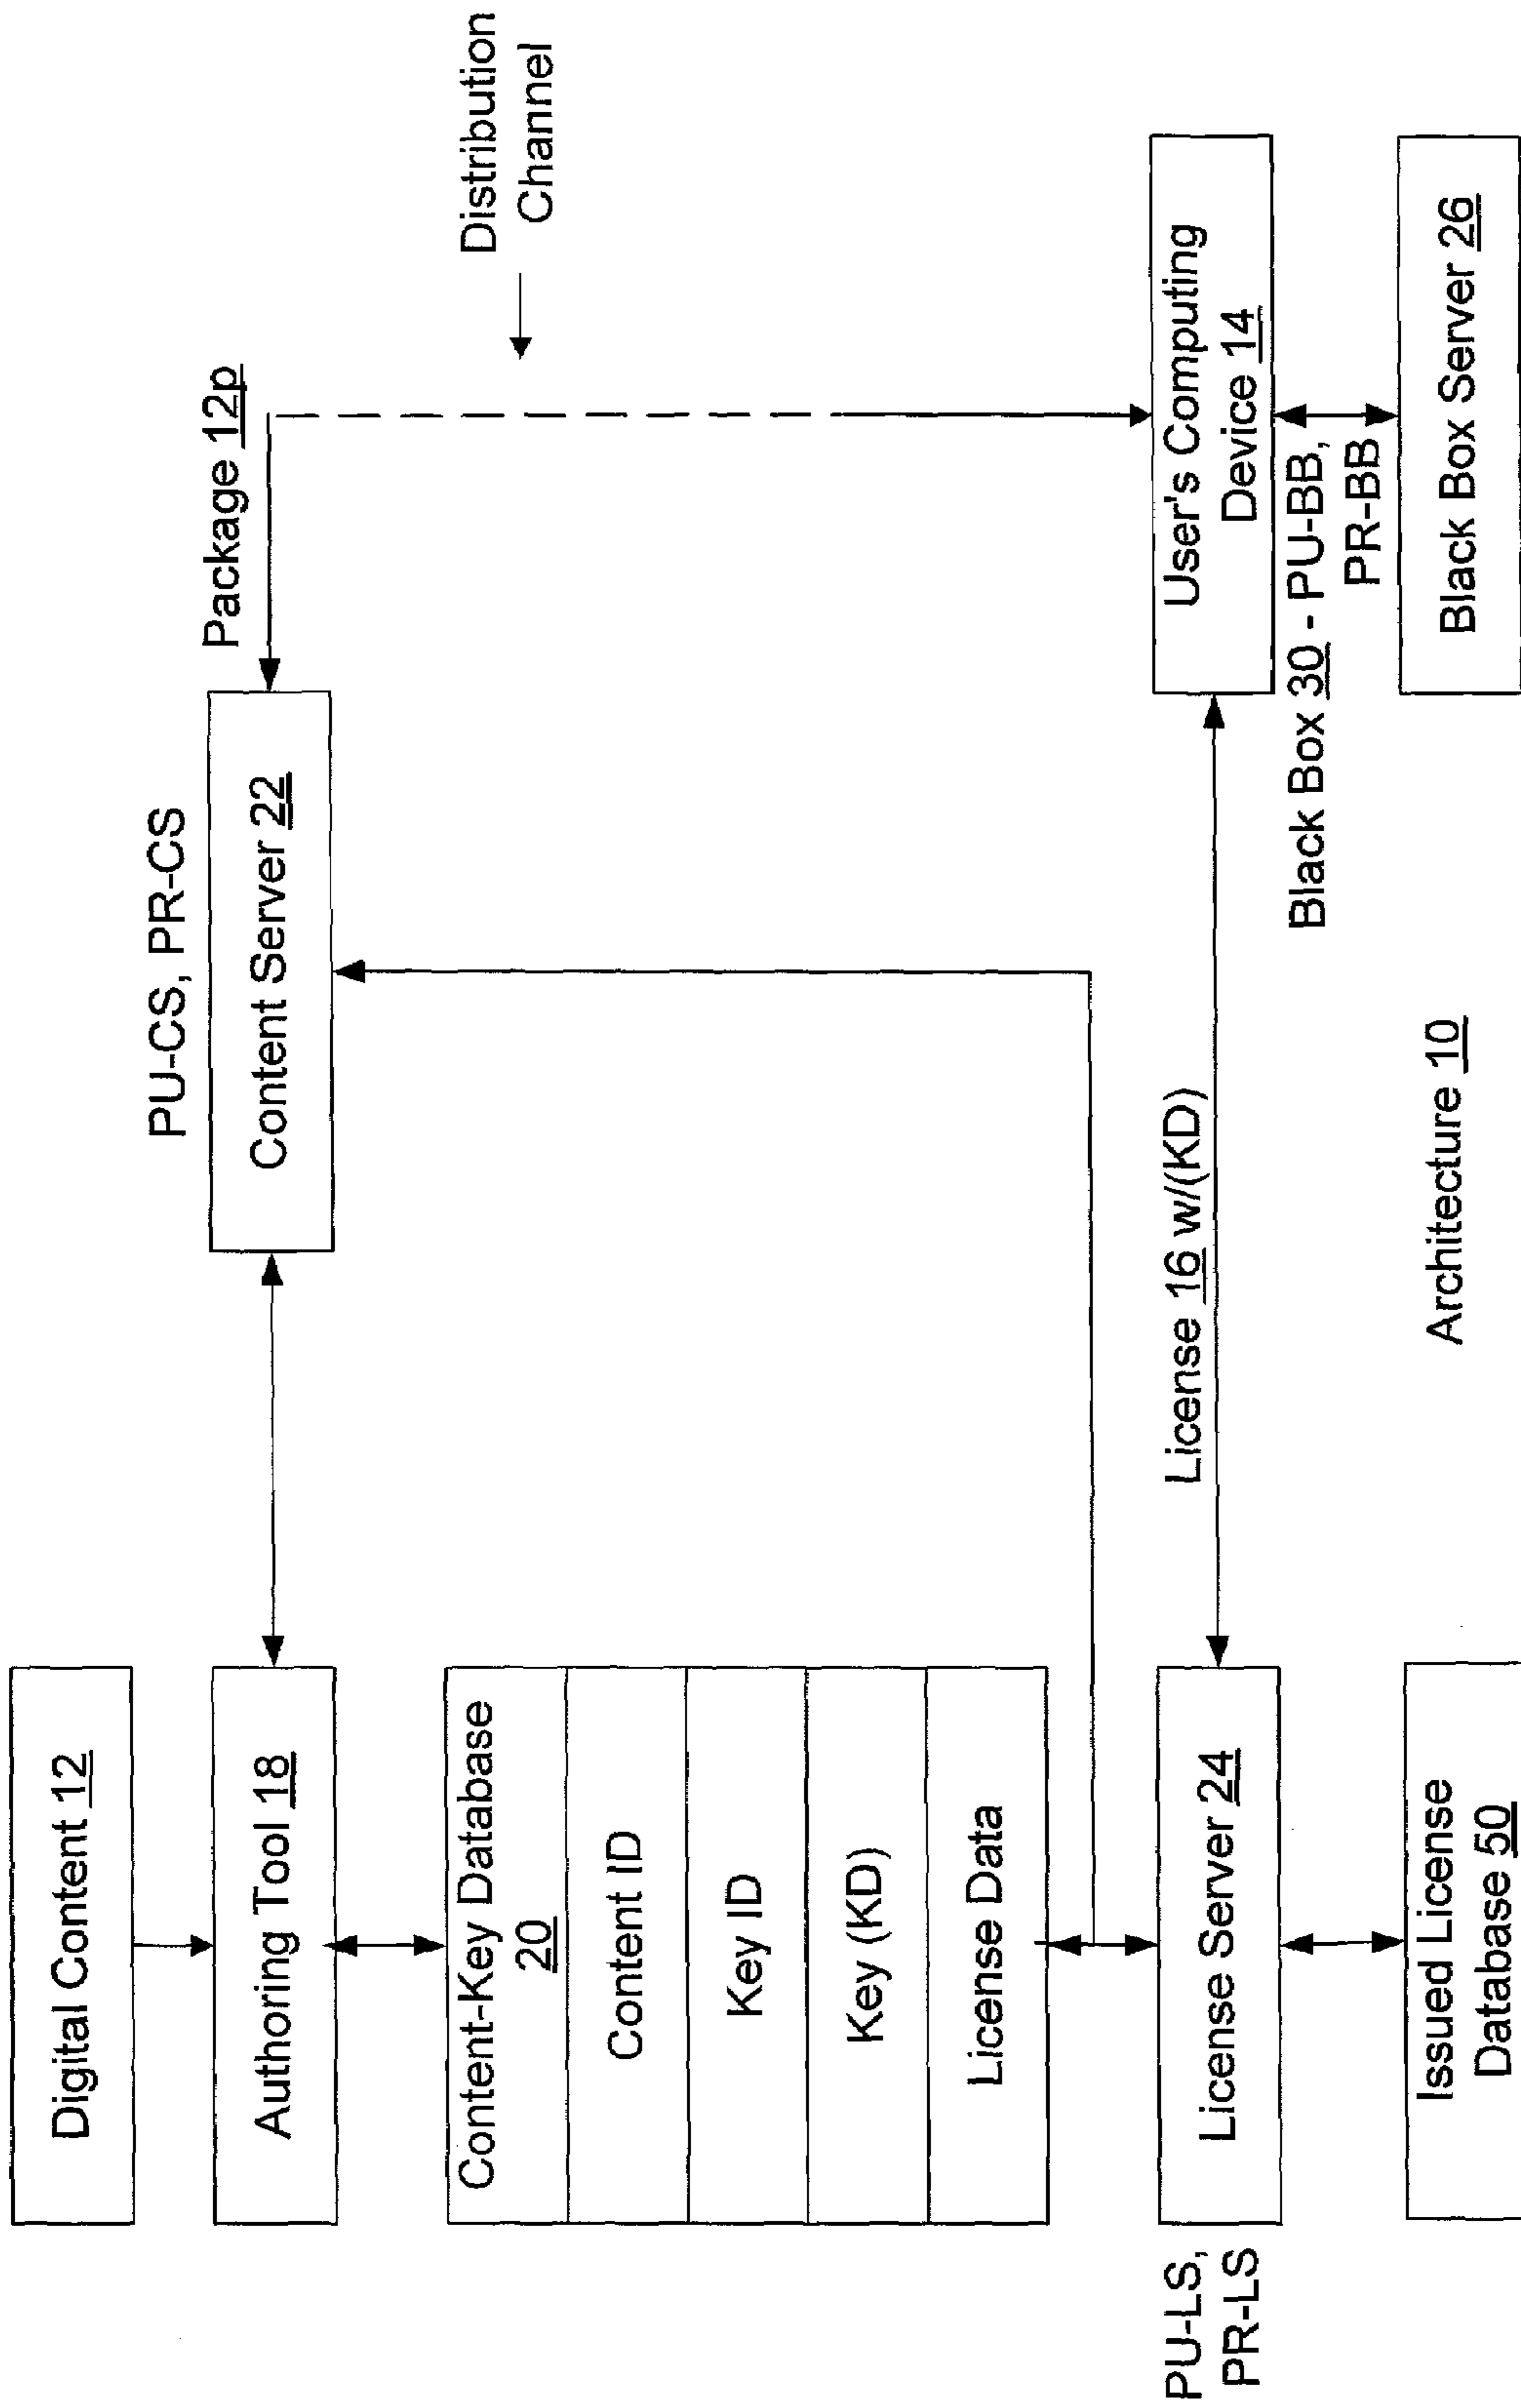 Digital Content 12
Authoring Tool 18
Content-Key Database
20
Content ID
Key ID
Key (KD)
License Data
PU-LS,
PR-LS
License Server 24
Issued License
Database 50
PU-CS, PR-CS
Content Server 22
Package 12p
Distribution
Channel
License 16 w/(KD)
User's Computing
Device 14
Black Box 30 - PU-BB,
PR-BB
Black Box Server 26
Architecture 10